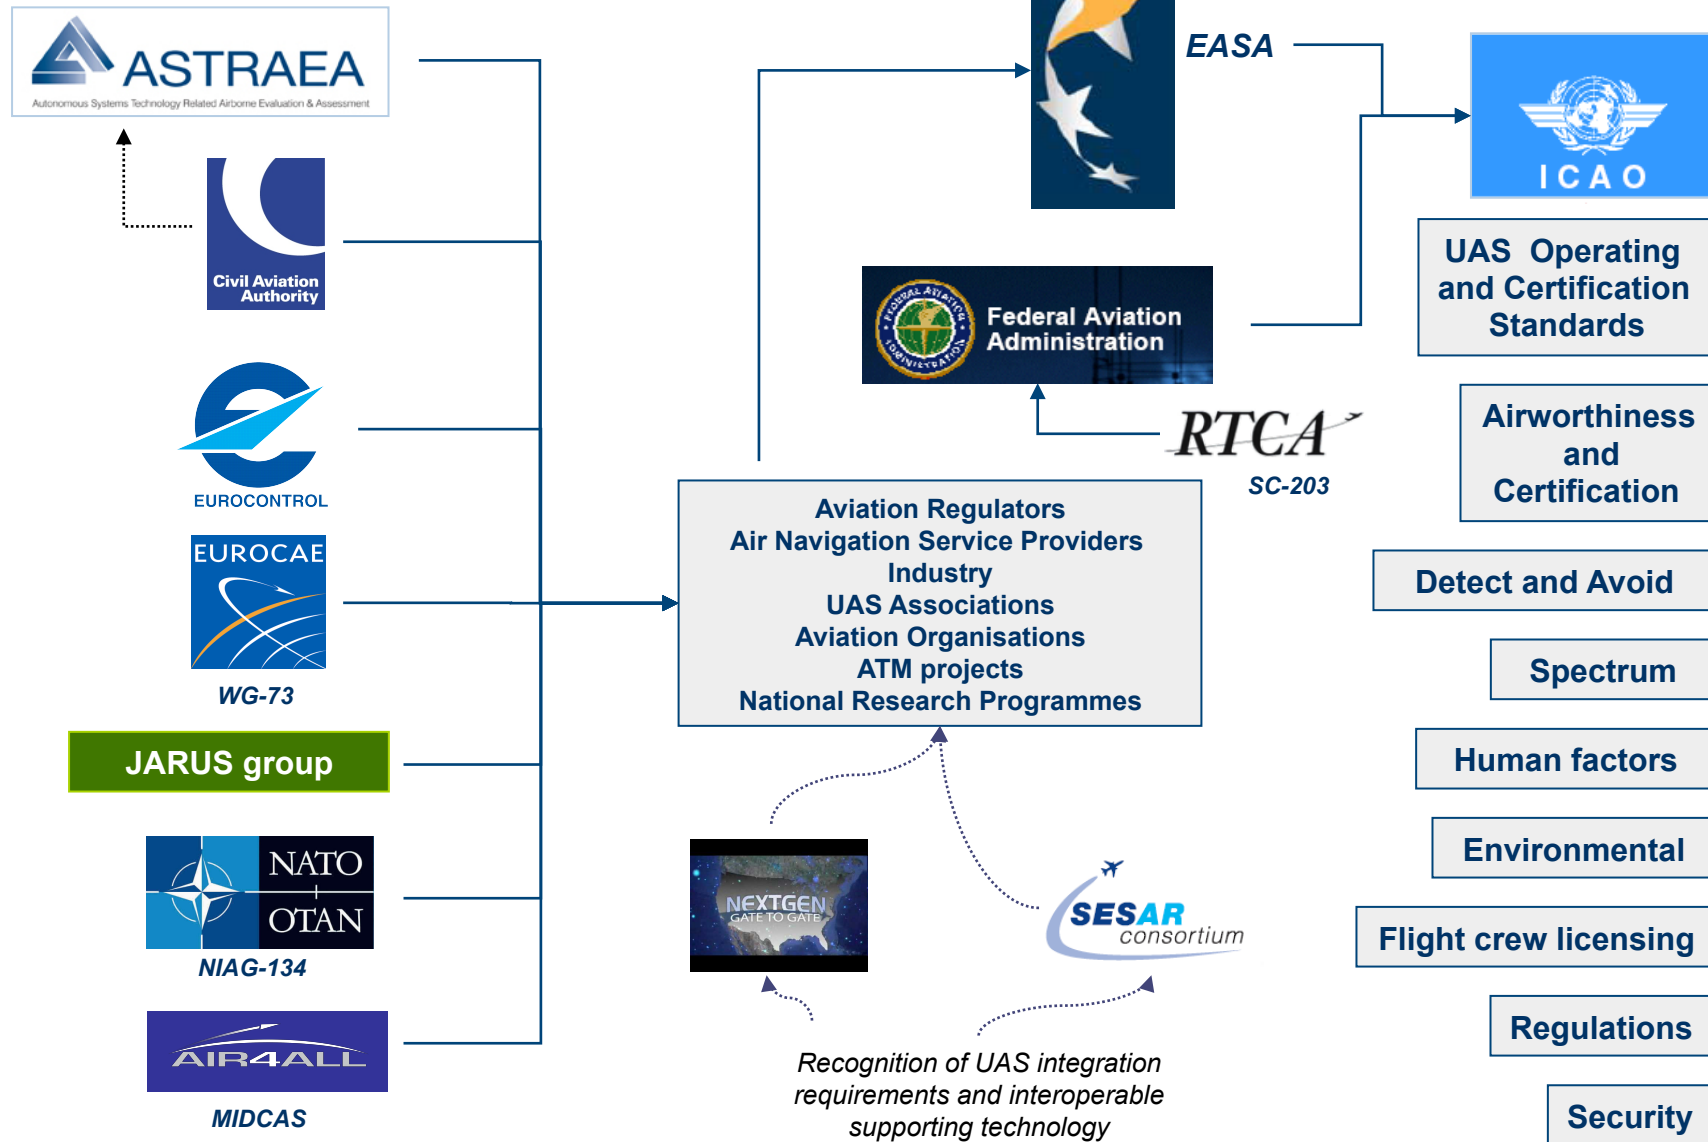 ASTRAEA
Autonomous Systems Technology Related Airborne Evaluation & Assessment
Civil Aviation
Authority
EUROCONTROL
EUROCAE
WG-73
JARUS group
NATO
OTAN
NIAG-134
AIR4ALL
MIDCAS
EASA
FEDERAL AVIATION
ADMINISTRATION
Federal Aviation
Administration
RTCA
SC-203
Aviation Regulators
Air Navigation Service Providers
Industry
UAS Associations
Aviation Organisations
ATM projects
National Research Programmes
NEXTGEN
GATE TO GATE
SESAR
consortium
Recognition of UAS integration
requirements and interoperable
supporting technology
ICAO
UAS Operating
and Certification
Standards
Airworthiness
and
Certification
Detect and Avoid
Spectrum
Human factors
Environmental
Flight crew licensing
Regulations
Security